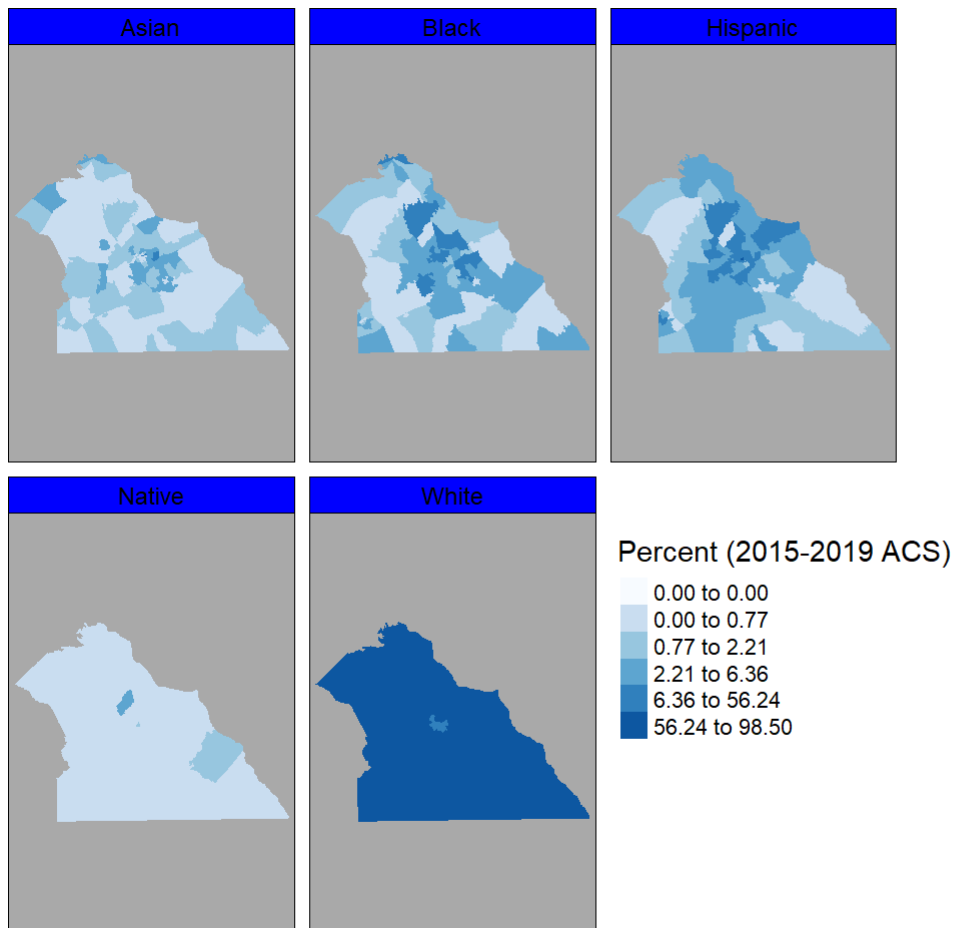 Asian
Black
Hispanic
Native
White
Percent (2015-2019 ACS)
0.00 to 0.00
0.00 to 0.77
0.77 to 2.21
2.21 to 6.36
6.36 to 56.24
56.24 to 98.50